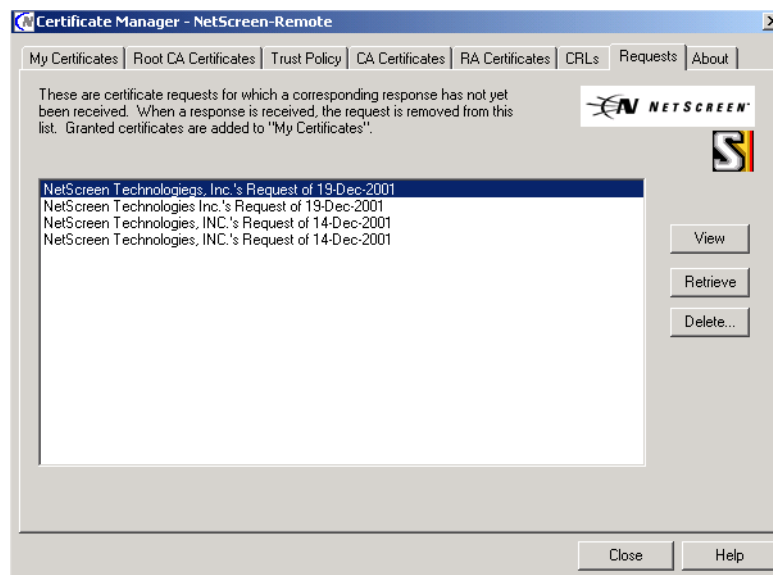 Certificate Manager - NetScreen-Remote
My Certificates Root CA Certificates Trust Policy CA Certificates RA Certificates CRLs Requests About
These are certificate requests for which a corresponding response has not yet
been received. When a response is received, the request is removed from this
list. Granted certificates are added to "My Certificates".
NETSCREEN
NetScreen Technologiegs, Inc.'s Request of 19-Dec-2001
NetScreen Technologies Inc.'s Request of 19-Dec-2001
NetScreen Technologies, INC.'s Request of 14-Dec-2001
NetScreen Technologies, INC.'s Request of 14-Dec-2001
View
Retrieve
Delete...
Close Help